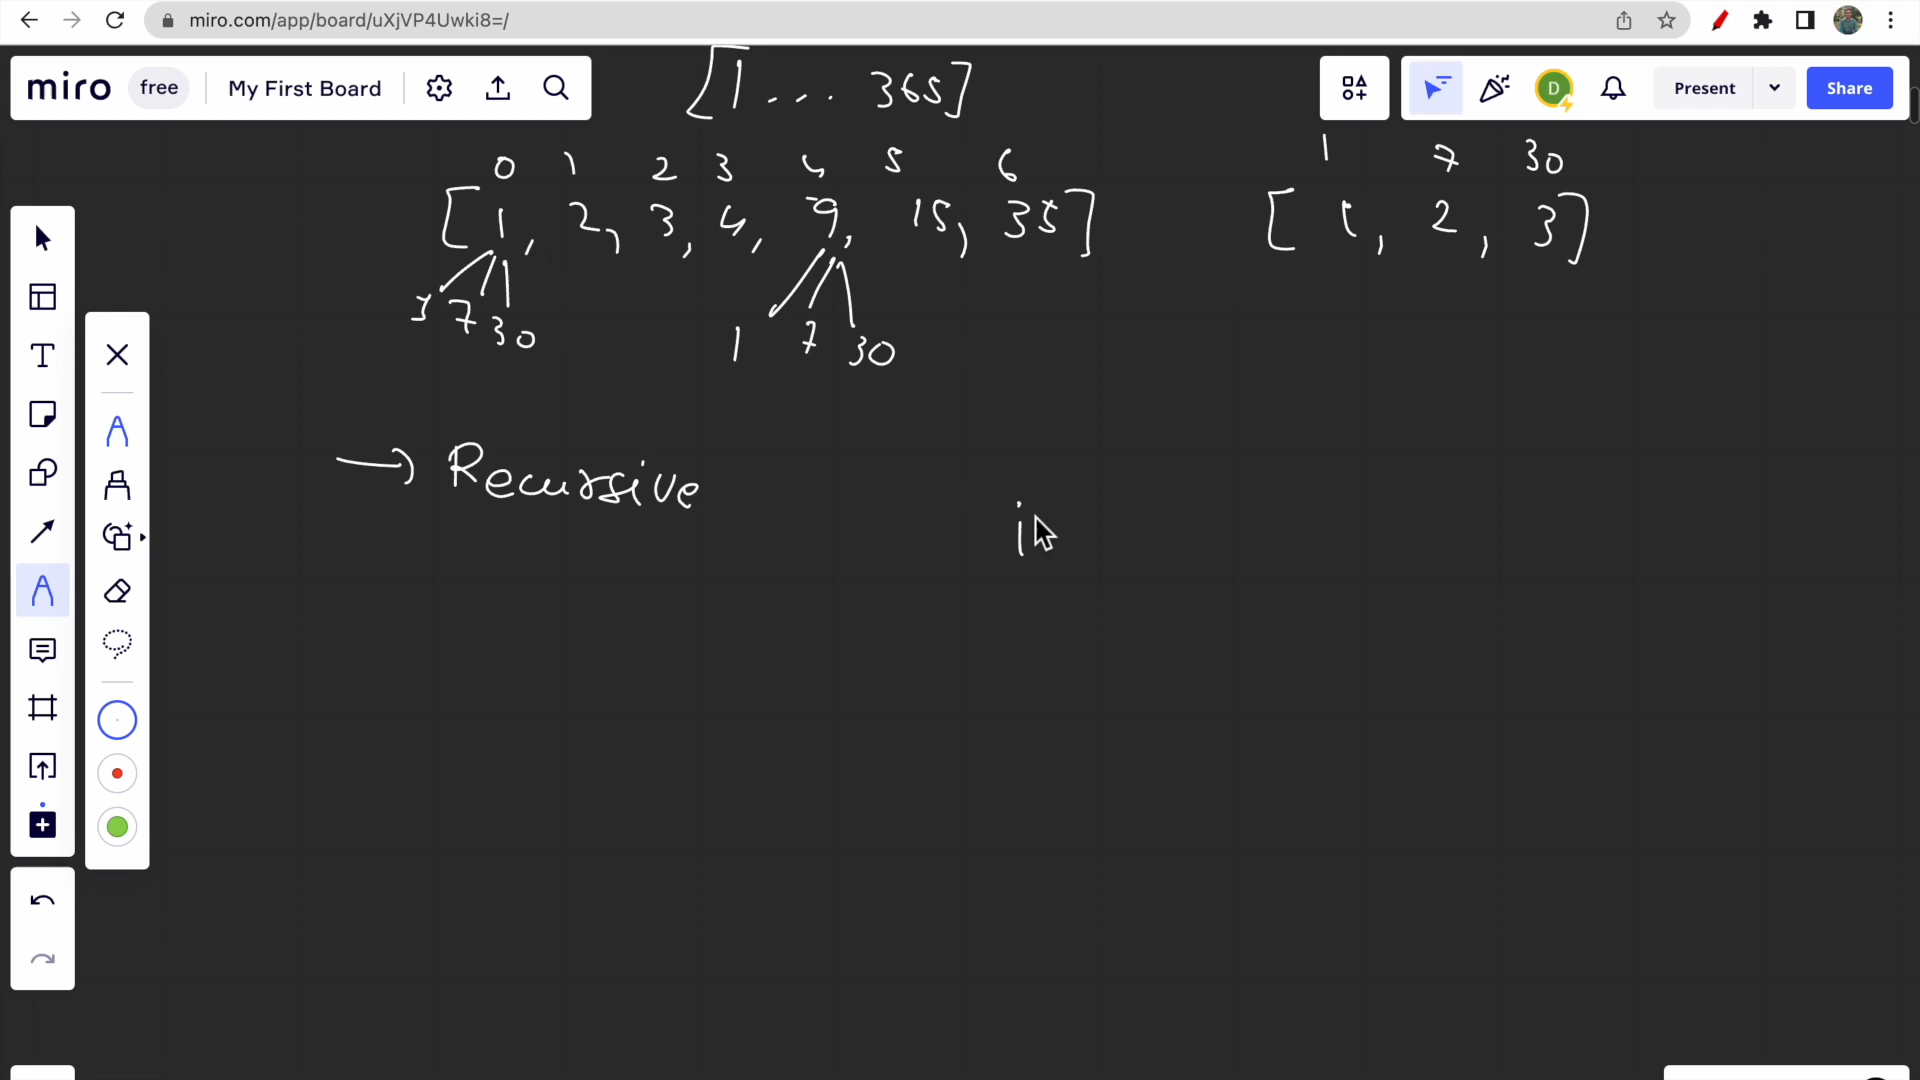 miro.com/app/board/uXjVP4Uwki8=/
miro free My First Board
[1 ... 365]
D Present Share
0 1 2 3 4 5 6
[1, 2, 3, 4, 9, 15, 35]
1 7 30
[1, 2, 3]
7 30
1 7 30
→ Recursive
i